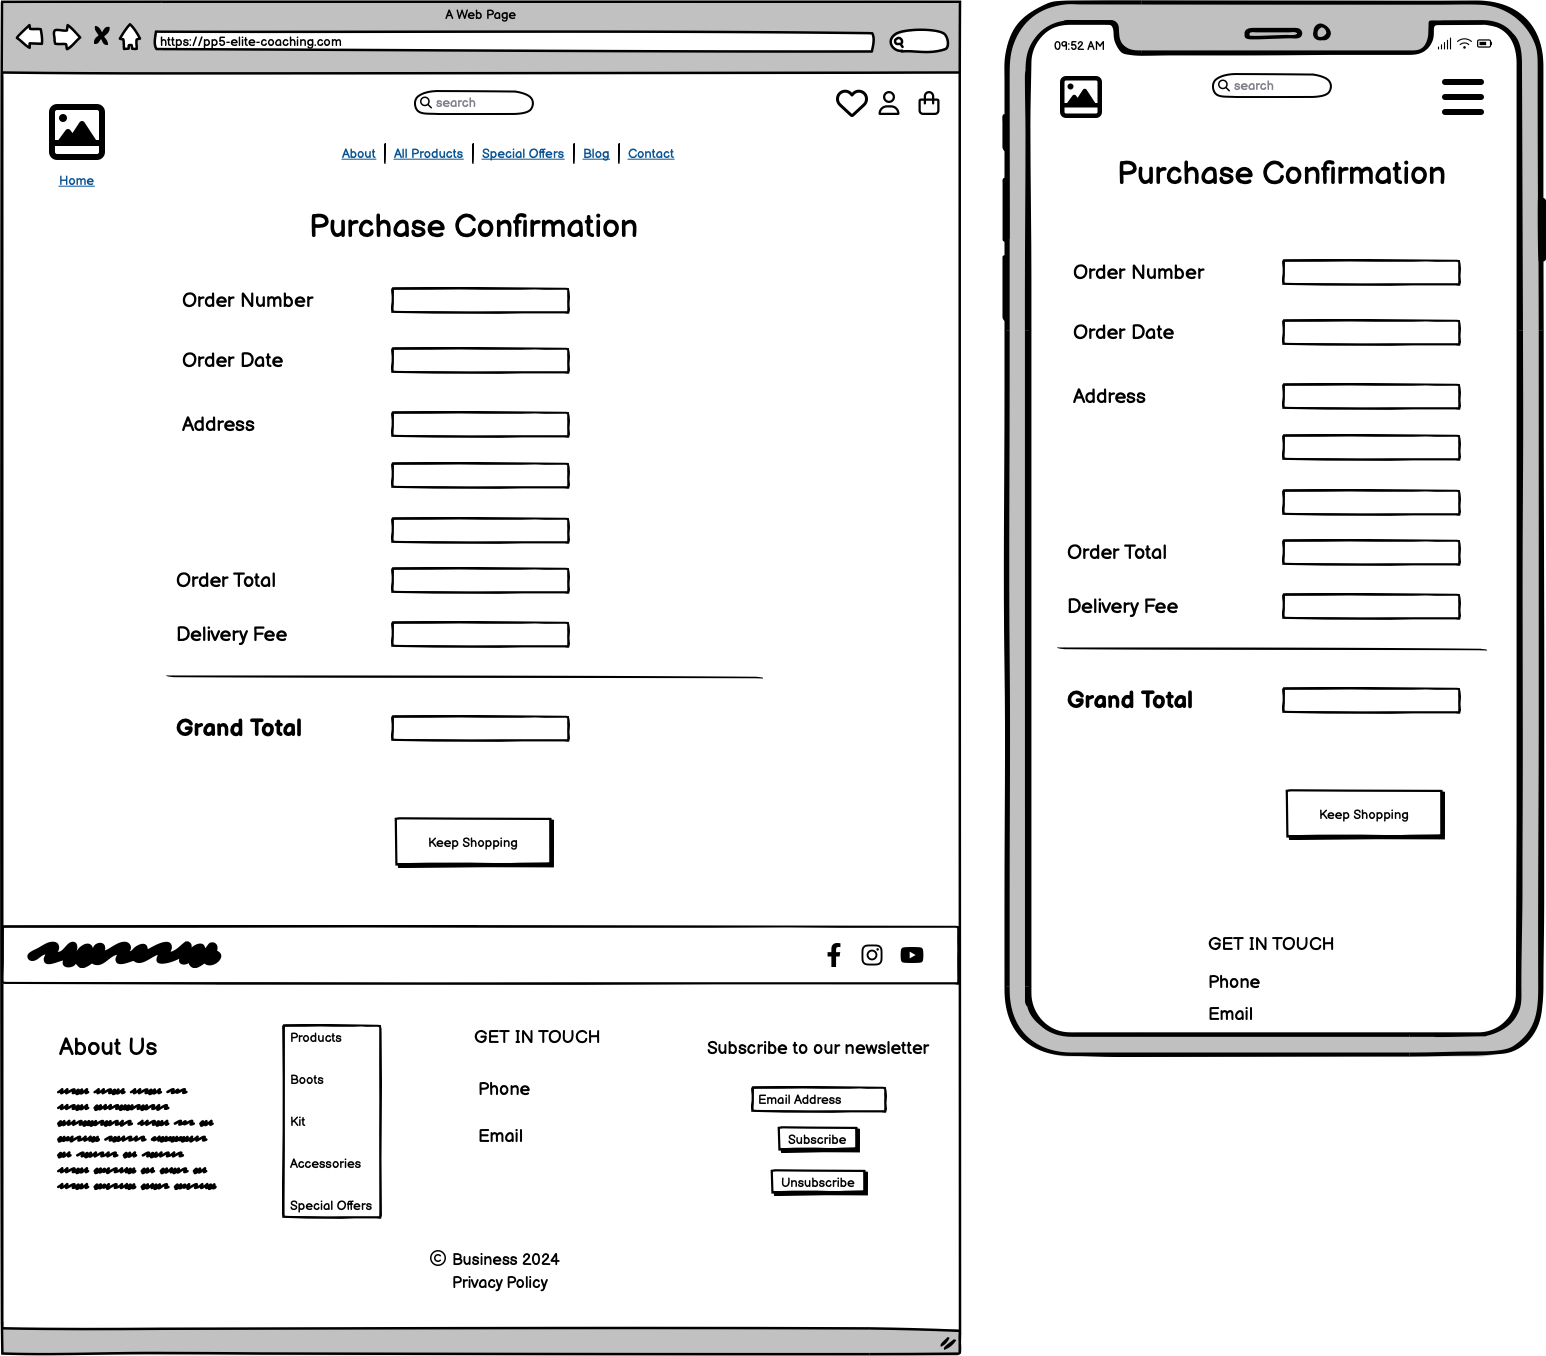 A Web Page
https://pp5-elite-coaching.com
search
About | All Products | Special Offers | Blog | Contact
Home
Purchase Confirmation
Order Number
Order Date
Address
Order Total
Delivery Fee
Grand Total
Keep Shopping
About Us
Products
Boots
Kit
Accessories
Special Offers
GET IN TOUCH
Phone
Email
Subscribe to our newsletter
Email Address
Subscribe
Unsubscribe
© Business 2024
Privacy Policy
09:52 AM
search
Purchase Confirmation
Order Number
Order Date
Address
Order Total
Delivery Fee
Grand Total
Keep Shopping
GET IN TOUCH
Phone
Email